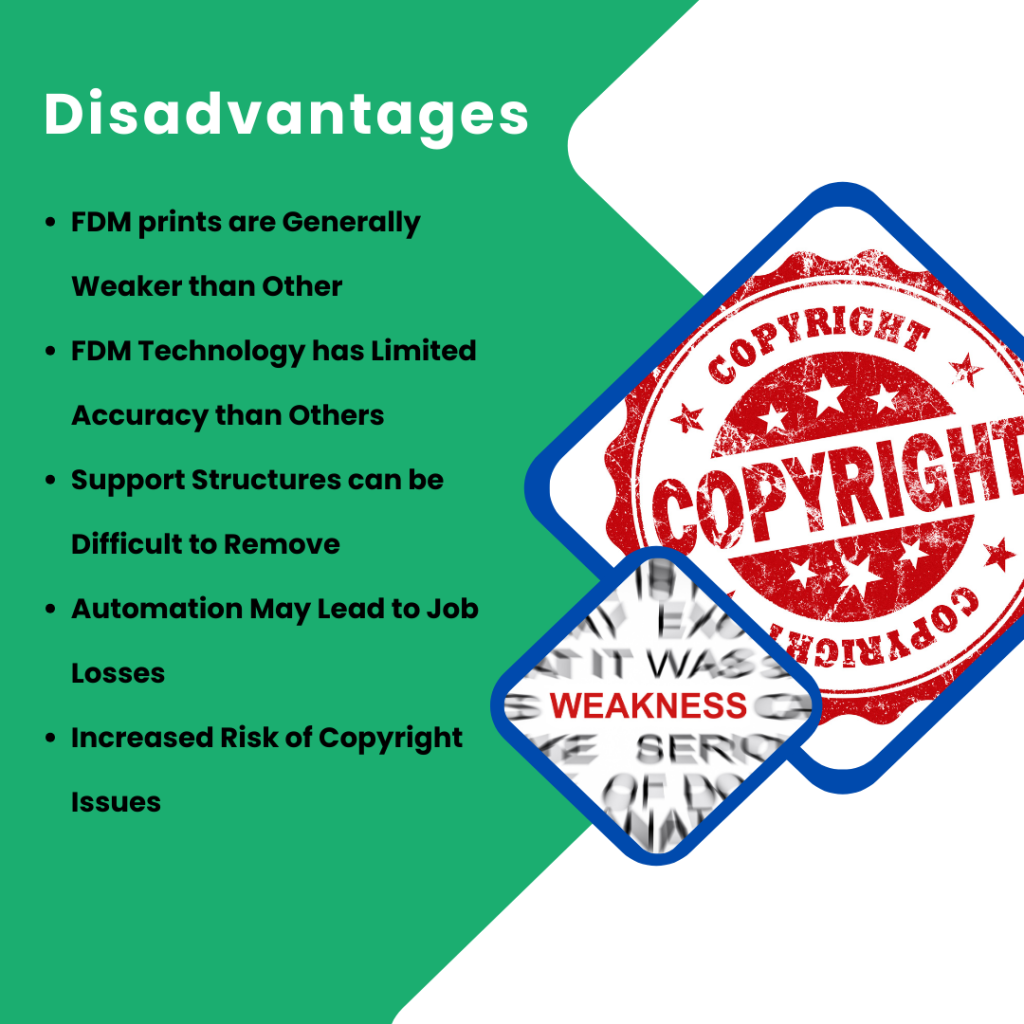 Disadvantages
• FDM prints are Generally
Weaker than Other
• FDM Technology has Limited
Accuracy than Others
• Support Structures can be
Difficult to Remove
• Automation May Lead to Job
Losses
• Increased Risk of Copyright
Issues
COPYRIGHT
COPYRIGHT
COPYRIGHT
AT IT WAS
WEAKNESS
OF